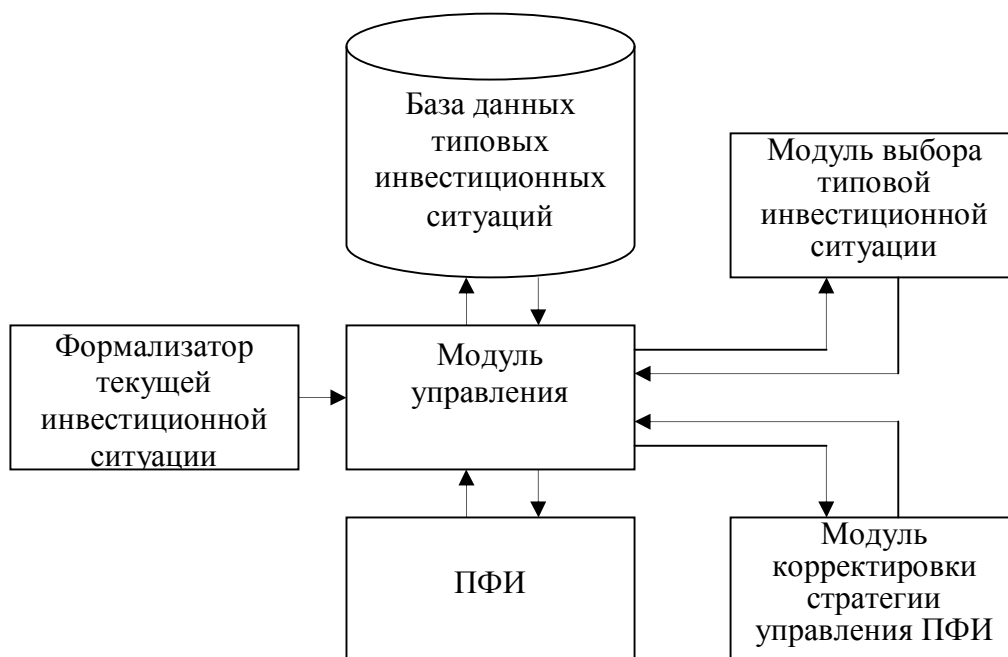 База данных
типовых
инвестиционных
ситуаций
Модуль выбора
типовой
инвестиционной
ситуации
Формализатор
текущей
инвестиционной
ситуации
Модуль
управления
ПФИ
Модуль
корректировки
стратегии
управления ПФИ